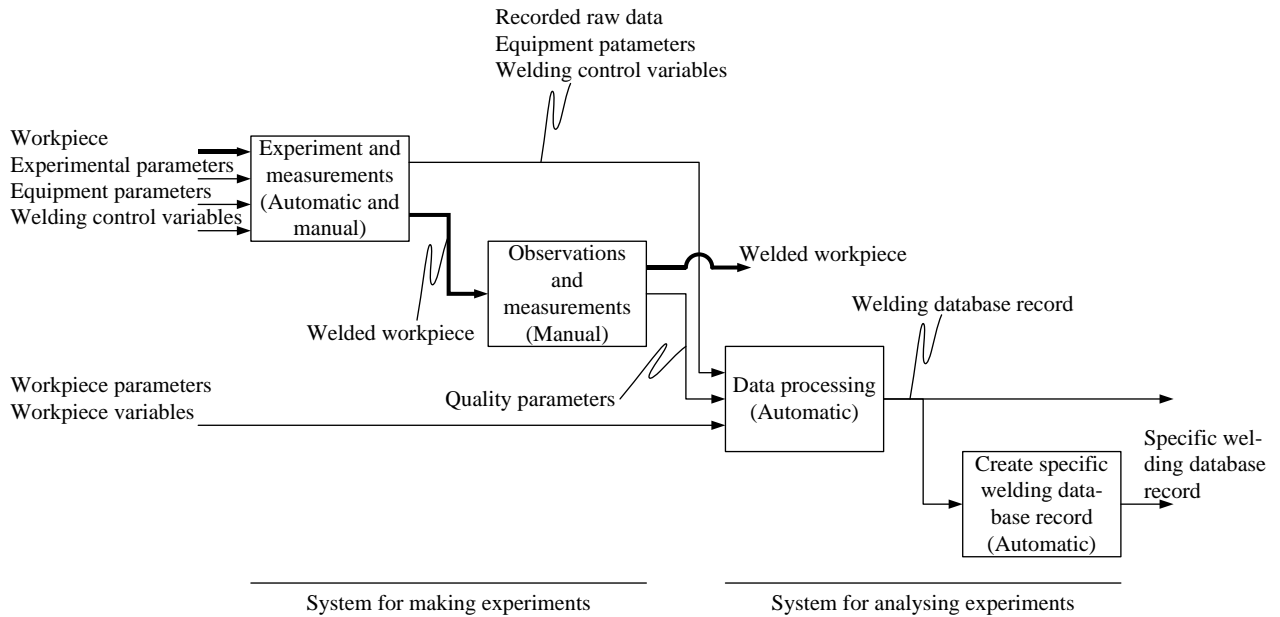 Recorded raw data
Equipment patameters
Welding control variables
Workpiece
Experimental parameters
Equipment parameters
Welding control variables
Experiment and
measurements
(Automatic and
manual)
Observations
and
measurements
(Manual)
Welded workpiece
Welded workpiece
Welding database record
Workpiece parameters
Workpiece variables
Quality parameters
Data processing
(Automatic)
Create specific
welding data-
base record
(Automatic)
Specific wel-
ding database
record
System for making experiments
System for analysing experiments